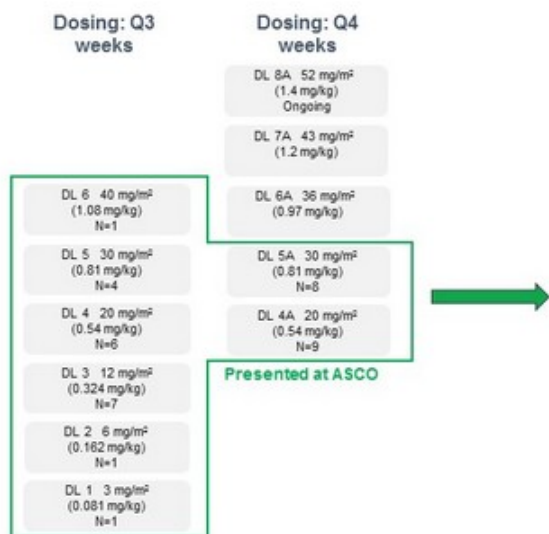 Dosing: Q3
weeks
DL 6 40 mg/m²
(1.08 mg/kg)
N=1
DL 5 30 mg/m²
(0.81 mg/kg)
N=4
DL 4 20 mg/m²
(0.54 mg/kg)
N=6
DL 3 12 mg/m²
(0.324 mg/kg)
N=7
DL 2 6 mg/m²
(0.162 mg/kg)
N=1
DL 1 3 mg/m²
(0.081 mg/kg)
N=1
Dosing: Q4
weeks
DL 8A 52 mg/m²
(1.4 mg/kg)
Ongoing
DL 7A 43 mg/m²
(1.2 mg/kg)
DL 6A 36 mg/m²
(0.97 mg/kg)
DL 5A 30 mg/m²
(0.81 mg/kg)
N=8
DL 4A 20 mg/m²
(0.54 mg/kg)
N=9
Presented at ASCO